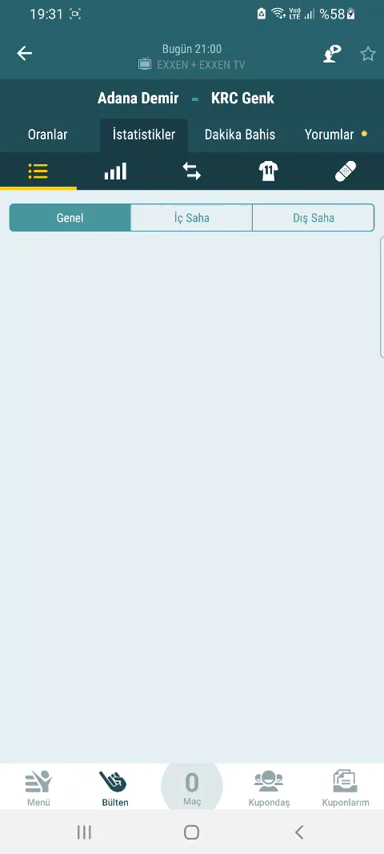 19:31 %58
Bugün 21:00
EXXEN + EXXEN TV
Adana Demir - KRC Genk
Oranlar İstatistikler Dakika Bahis Yorumlar
11
Genel İç Saha Dış Saha
0
Menü Bülten Maç Kupondaş Kuponlarım